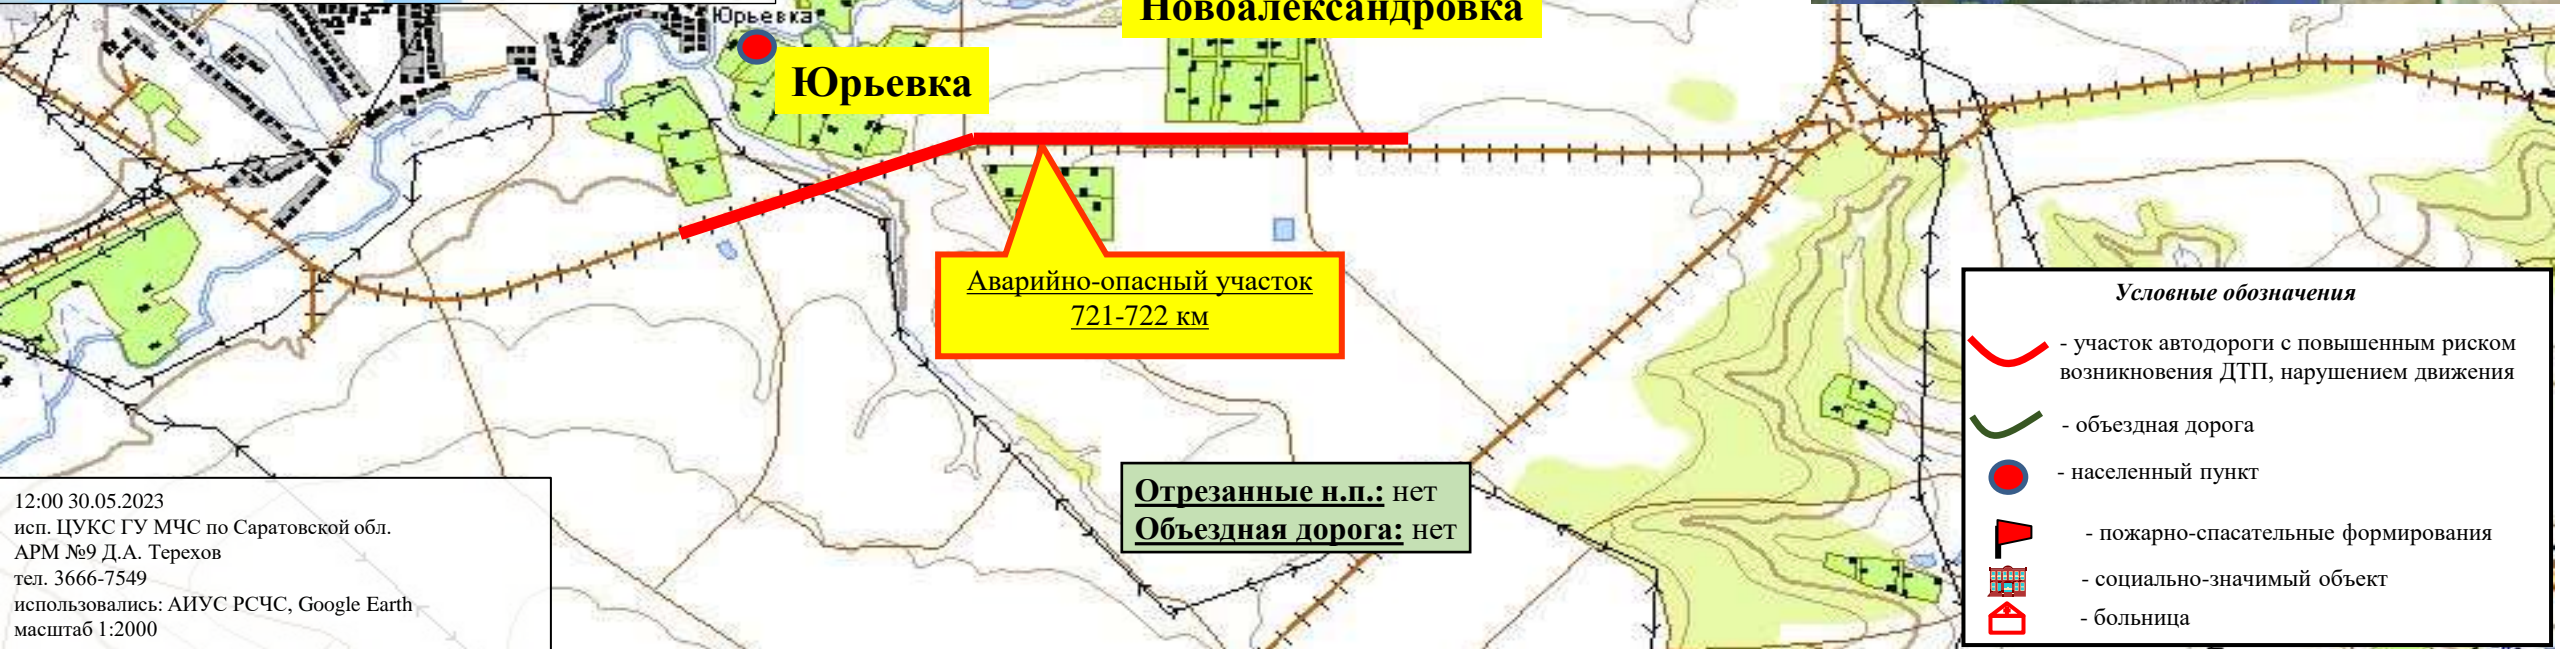 Новоалександровка
Юрьевка
Юрьевка
Аварийно-опасный участок
721-722 км
Условные обозначения
- участок автодороги с повышенным риском
возникновения ДТП, нарушением движения
- объездная дорога
- населенный пункт
- пожарно-спасательные формирования
- социально-значимый объект
- больница
Отрезанные н.п.: нет
Объездная дорога: нет
12:00 30.05.2023
исп. ЦУКС ГУ МЧС по Саратовской обл.
АРМ №9 Д.А. Терехов
тел. 3666-7549
использовались: АИУС РСЧС, Google Earth
масштаб 1:2000